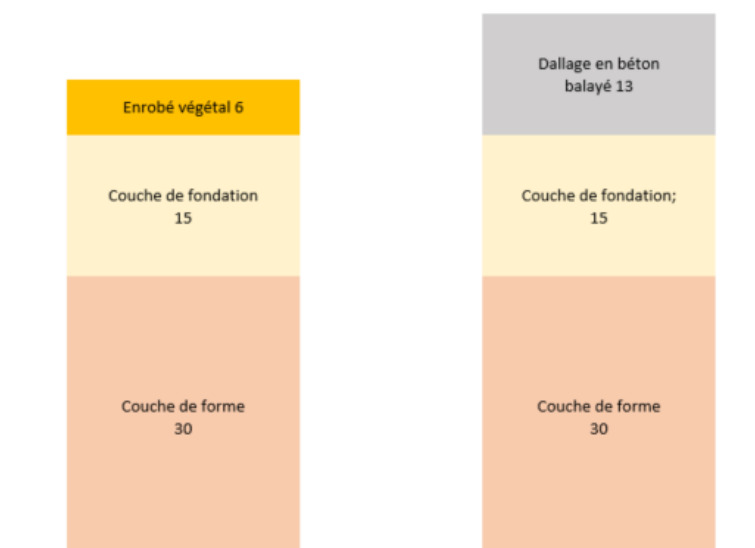 Enrobé végétal 6
Couche de fondation
15
Couche de forme
30
Dallage en béton
balayé 13
Couche de fondation;
15
Couche de forme
30